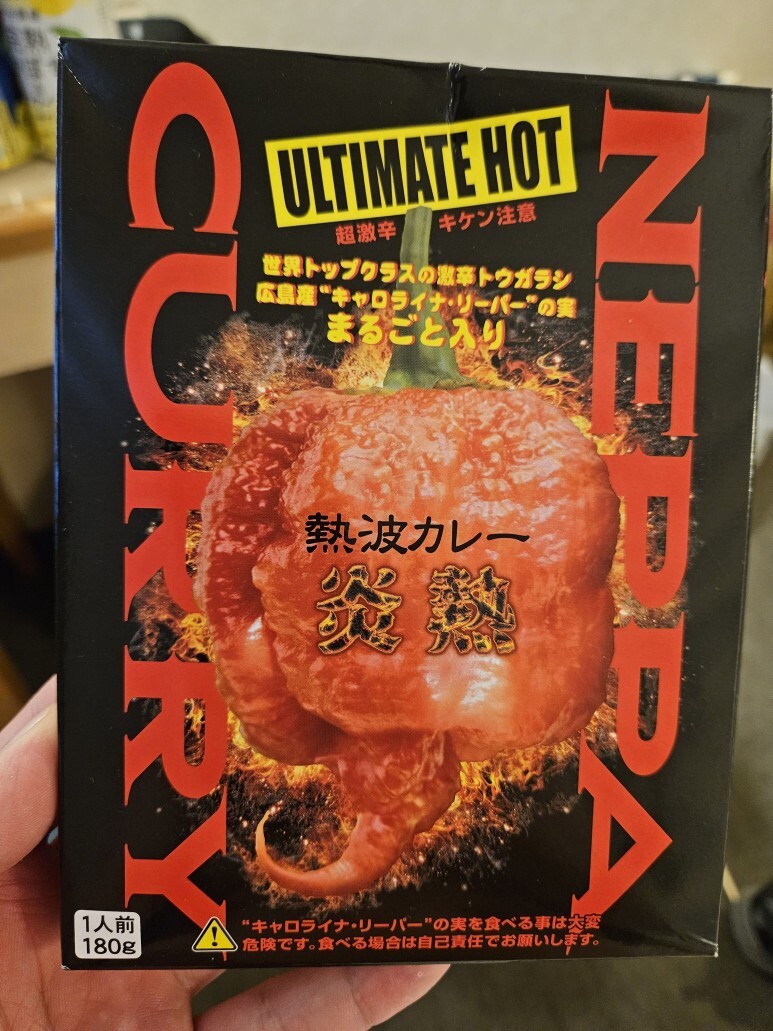 ULTIMATE HOT
超激辛 キケン注意
世界トップクラスの激辛トウガラシ
広島産“キャロライナ・リーパー”の実
まるごと入り
NEPPA
CURRY
熱波カレー
炎熱
1人前
180g
“キャロライナ・リーパー”の実を食べる事は大変
危険です。食べる場合は自己責任でお願いします。